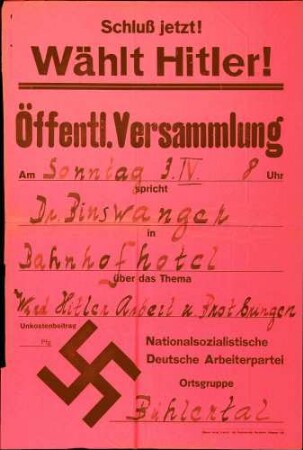 Schluß jetzt!
Wählt Hitler!
Öffentl. Versammlung
Am Sonntag 3. IV. 8 Uhr
spricht
Dr. Binswanger
in
Bahnhofhotel
über das Thema
Wird Hitler Arbeit u. Brot bringen
Unkostenbeitrag
Pfg
Nationalsozialistische
Deutsche Arbeiterpartei
Ortsgruppe
Bühlertal